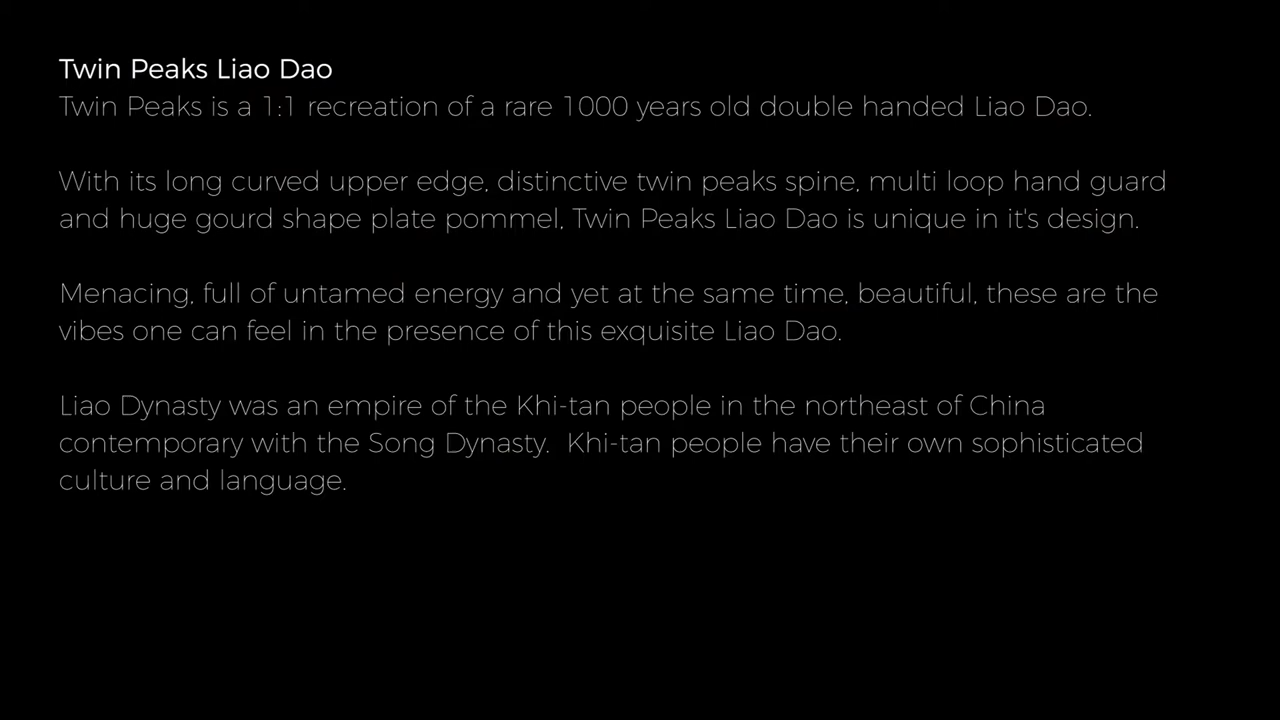 Twin Peaks Liao Dao
Twin Peaks is a 1:1 recreation of a rare 1000 years old double handed Liao Dao.
With its long curved upper edge, distinctive twin peaks spine, multi loop hand guard
and huge gourd shape plate pommel, Twin Peaks Liao Dao is unique in it's design.
Menacing, full of untamed energy and yet at the same time, beautiful, these are the
vibes one can feel in the presence of this exquisite Liao Dao.
Liao Dynasty was an empire of the Khi-tan people in the northeast of China
contemporary with the Song Dynasty.  Khi-tan people have their own sophisticated
culture and language.